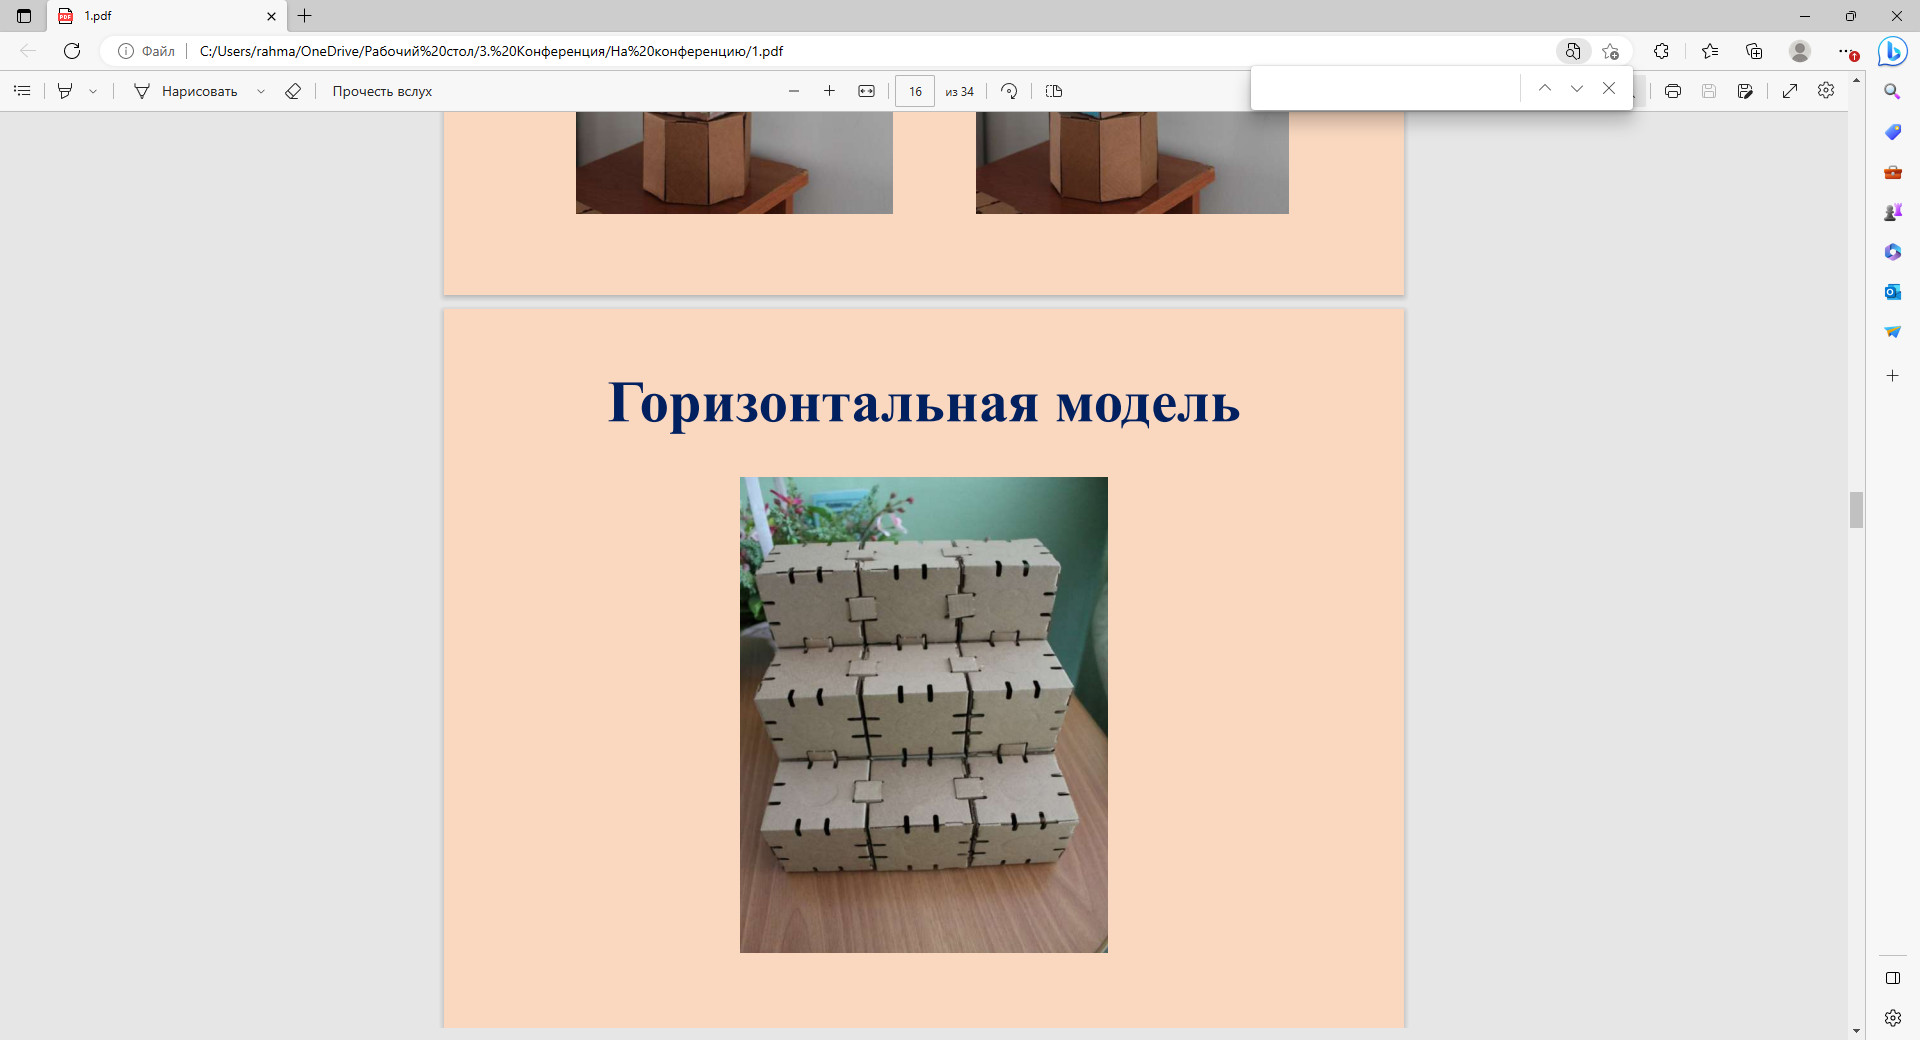 1.pdf
Файл
C:/Users/rahma/OneDrive/Рабочий%20стол/3.%20Конференция/На%20конференцию/1.pdf
Нарисовать
Прочесть вслух
16
из 34
Горизонтальная модель